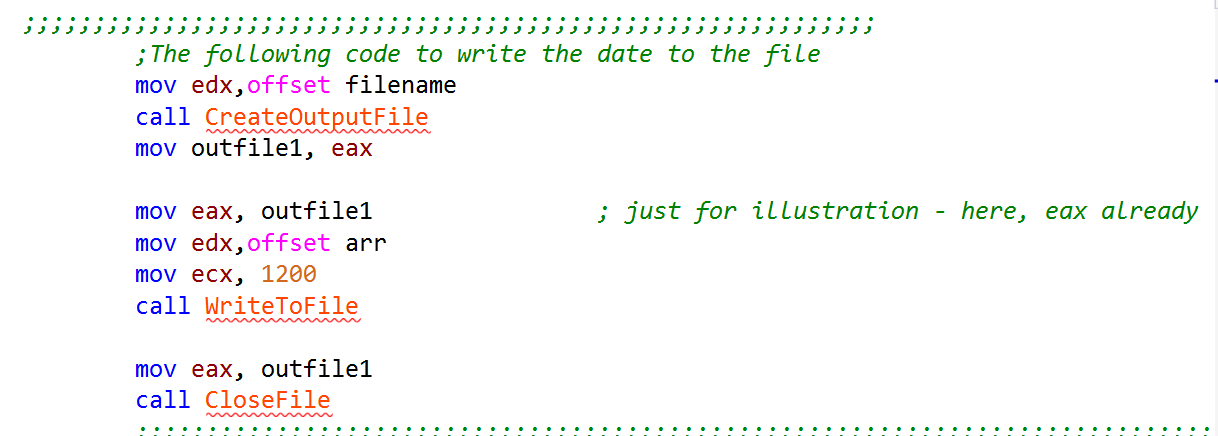 ;;;;;;;;;;;;;;;;;;;;;;;;;;;;;;;;;;;;;;;;;;;;;;;;;;;;;;;;;;;;;
;The following code to write the date to the file
mov edx,offset filename
call CreateOutputFile
mov outfile1, eax
mov eax, outfile1 ; just for illustration - here, eax already
mov edx,offset arr
mov ecx, 1200
call WriteToFile
mov eax, outfile1
call CloseFile
;;;;;;;;;;;;;;;;;;;;;;;;;;;;;;;;;;;;;;;;;;;;;;;;;;;;;;;;;;;;;;;;;;;;;;;;;;;;;